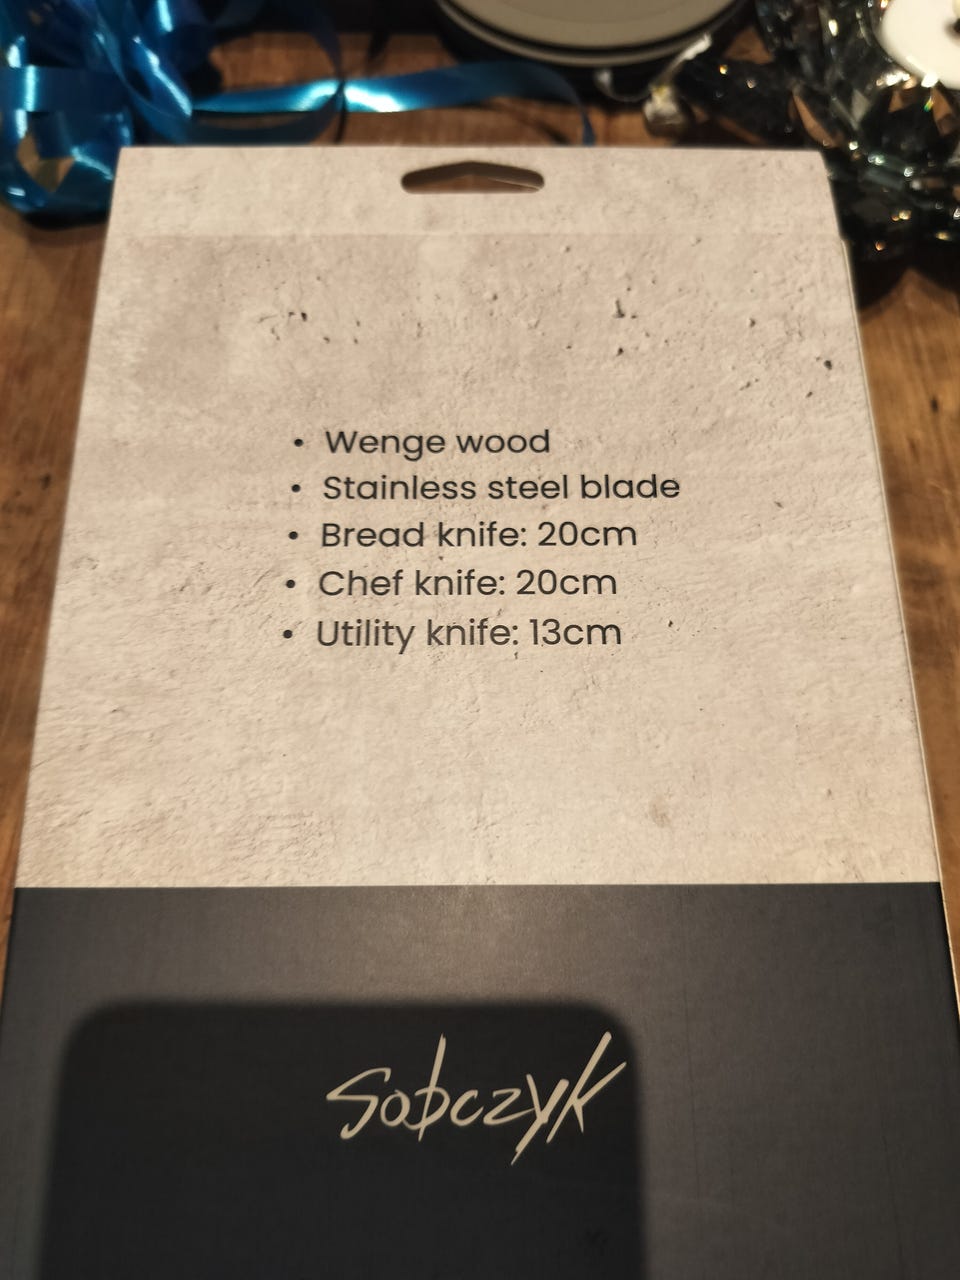 • Wenge wood
• Stainless steel blade
• Bread knife: 20cm
• Chef knife: 20cm
• Utility knife: 13cm
Sobczyk